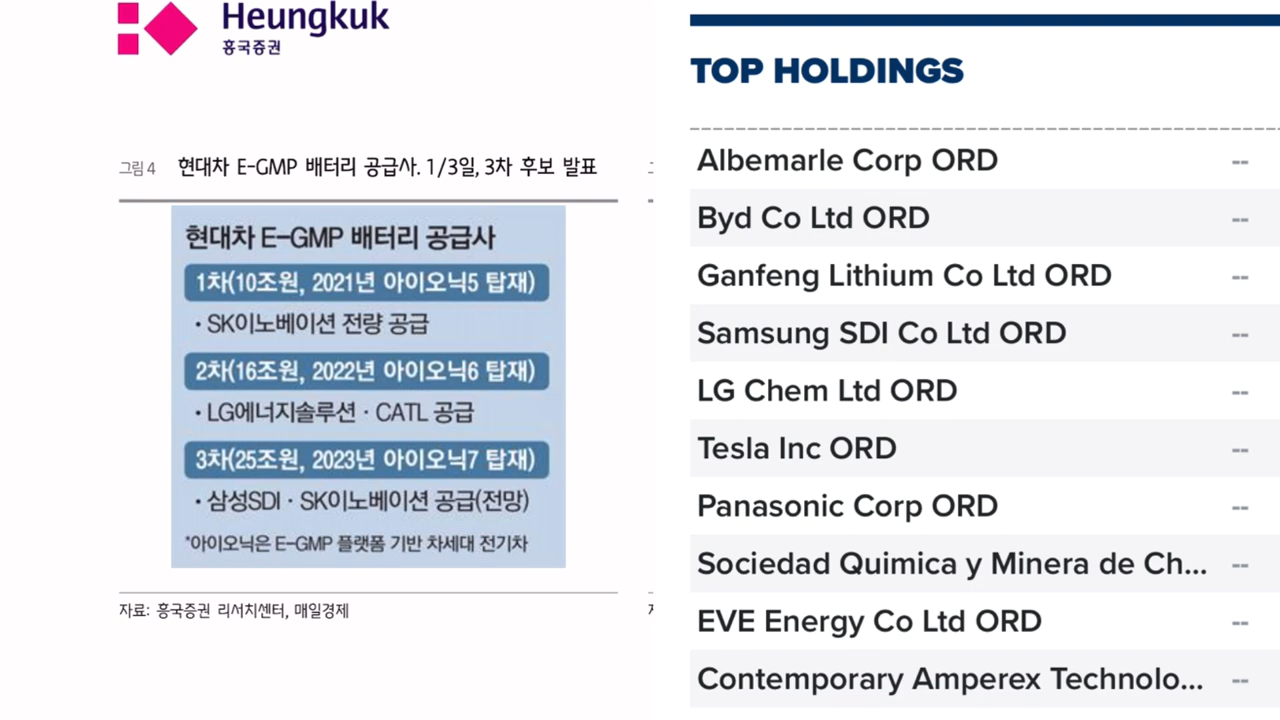 Heungkuk
흥국증권
그림 4 현대차 E-GMP 배터리 공급사. 1/3일, 3차 후보 발표
현대차 E-GMP 배터리 공급사
1차(10조원, 2021년 아이오닉5 탑재)
· SK이노베이션 전량 공급
2차(16조원, 2022년 아이오닉6 탑재)
· LG에너지솔루션 · CATL 공급
3차(25조원, 2023년 아이오닉7 탑재)
· 삼성SDI · SK이노베이션 공급(전망)
*아이오닉은 E-GMP 플랫폼 기반 차세대 전기차
자료: 흥국증권 리서치센터, 매일경제
TOP HOLDINGS
Albemarle Corp ORD --
Byd Co Ltd ORD --
Ganfeng Lithium Co Ltd ORD --
Samsung SDI Co Ltd ORD --
LG Chem Ltd ORD --
Tesla Inc ORD --
Panasonic Corp ORD --
Sociedad Quimica y Minera de Ch... --
EVE Energy Co Ltd ORD --
Contemporary Amperex Technolo... --